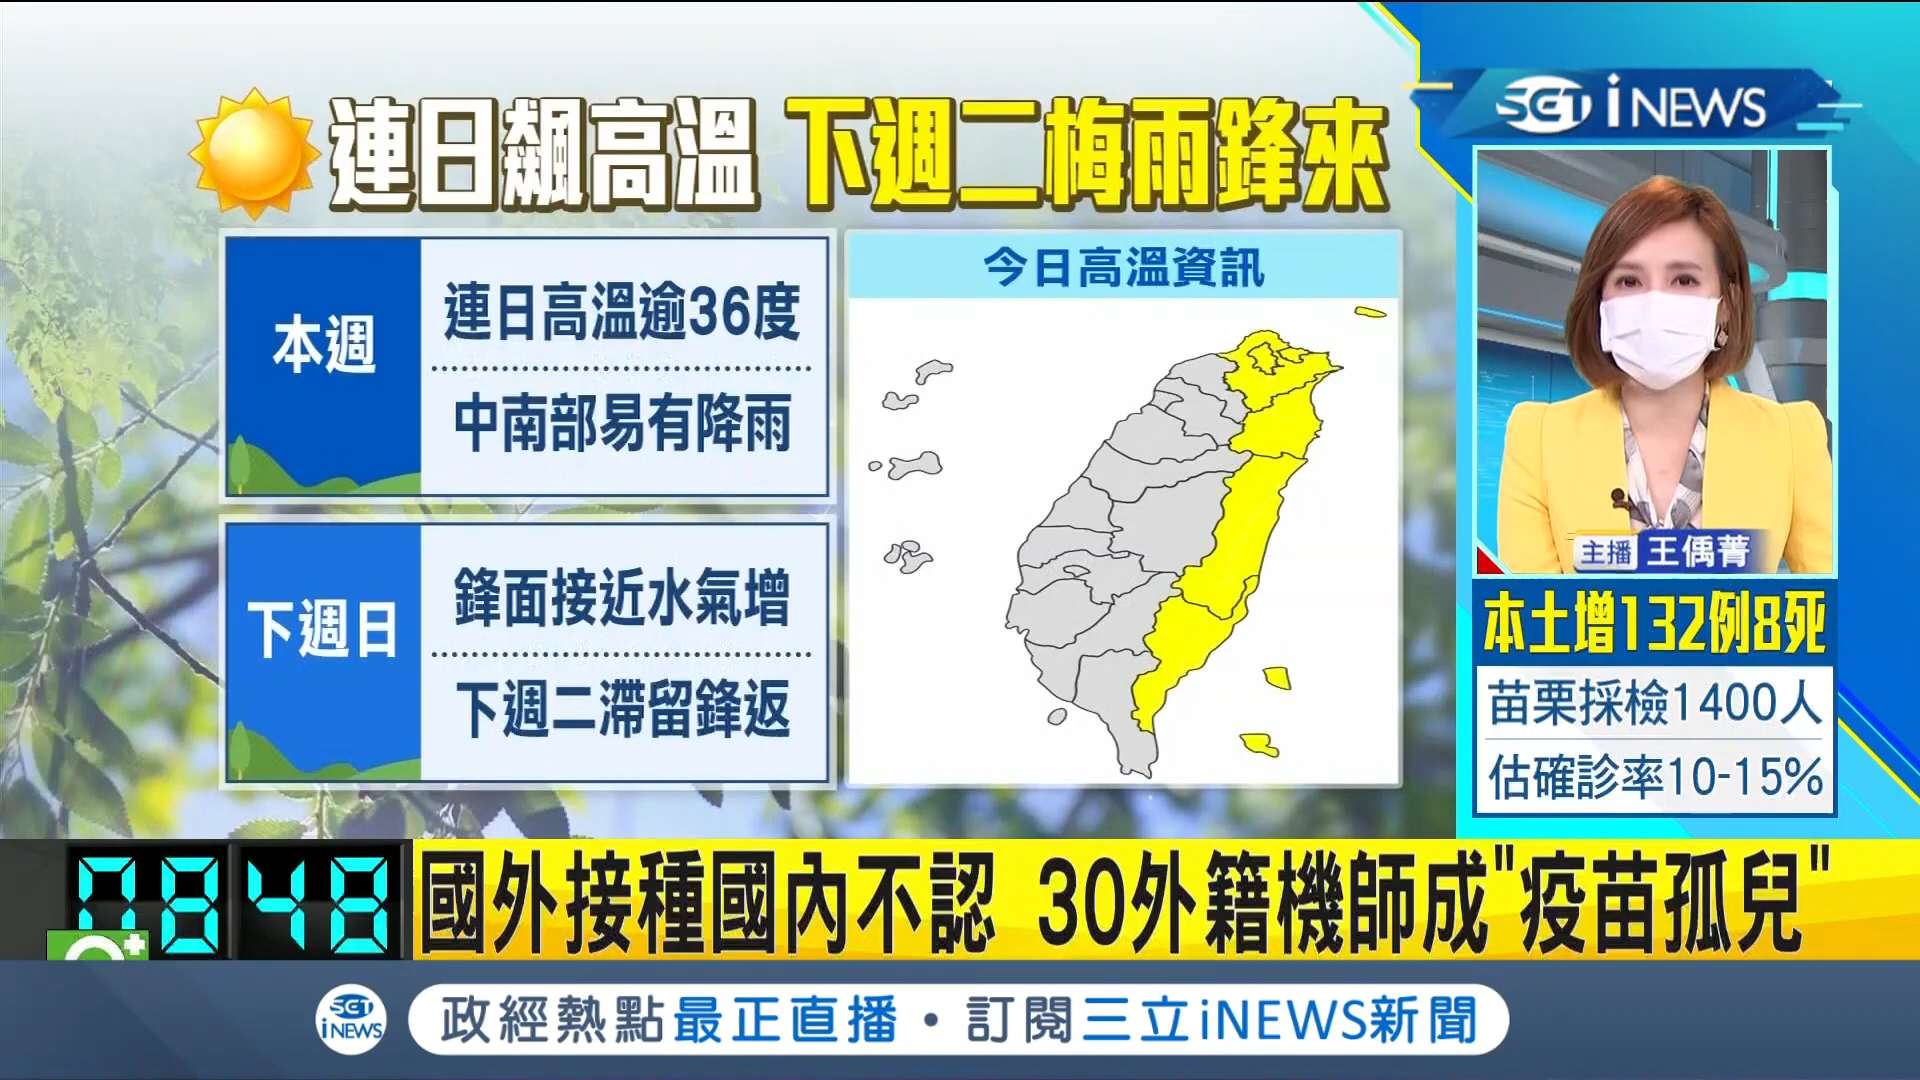 連日飆高溫 下週二梅雨鋒來
SET iNEWS
本週
連日高溫逾36度
中南部易有降雨
下週日
鋒面接近水氣增
下週二滯留鋒返
今日高溫資訊
主播 王偊菁
本土增132例8死
苗栗採檢1400人
估確診率10-15%
0848
國外接種國內不認 30外籍機師成"疫苗孤兒"
SET iNEWS
政經熱點最正直播・訂閱三立iNEWS新聞